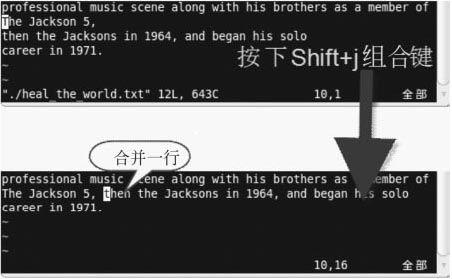 professional music scene along with his brothers as a member of
The Jackson 5,
then the Jacksons in 1964, and began his solo
career in 1971.
~
~
"./heal_the_world.txt" 12L, 643C 10,1 全部
按下Shift+j组合键
合并一行
professional music scene along with his brothers as a member of
The Jackson 5, then the Jacksons in 1964, and began his solo
career in 1971.
~
~
~
10,16 全部